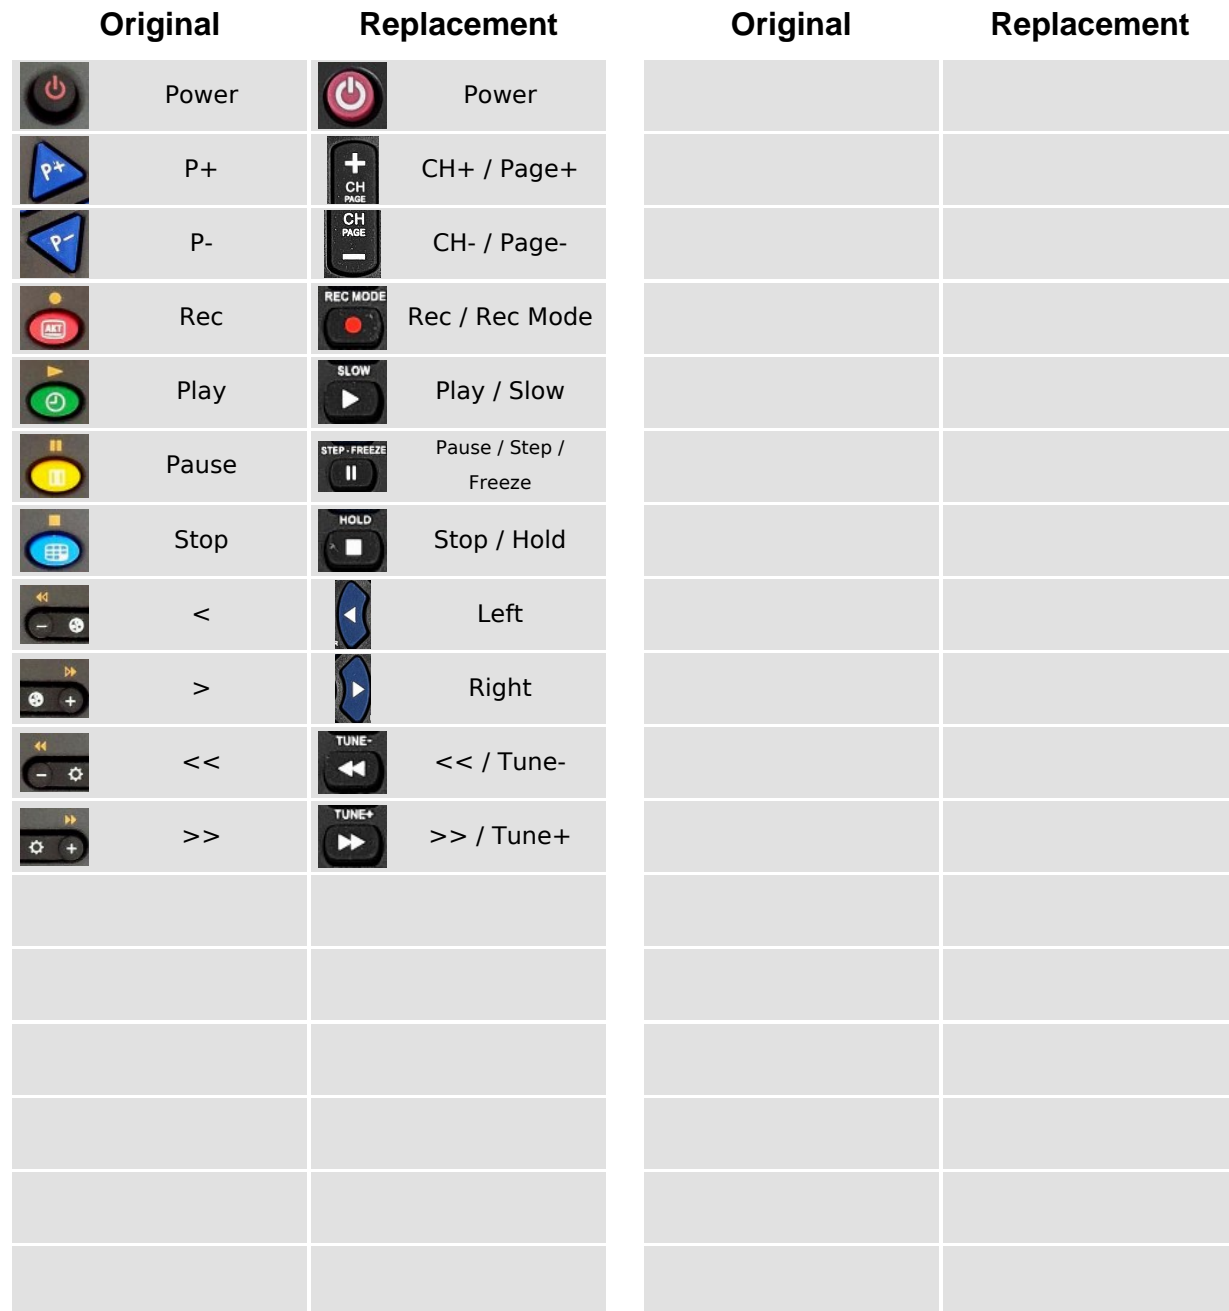 Original Replacement Original Replacement
Power Power
P+ P+ + CH PAGE CH+ / Page+
P- P- CH PAGE — CH- / Page-
AKT Rec REC MODE Rec / Rec Mode
Play SLOW Play / Slow
Pause STEP-FREEZE Pause / Step /
Freeze
Stop HOLD Stop / Hold
− < Left
+ > Right
− << TUNE- << / Tune-
+ >> TUNE+ >> / Tune+